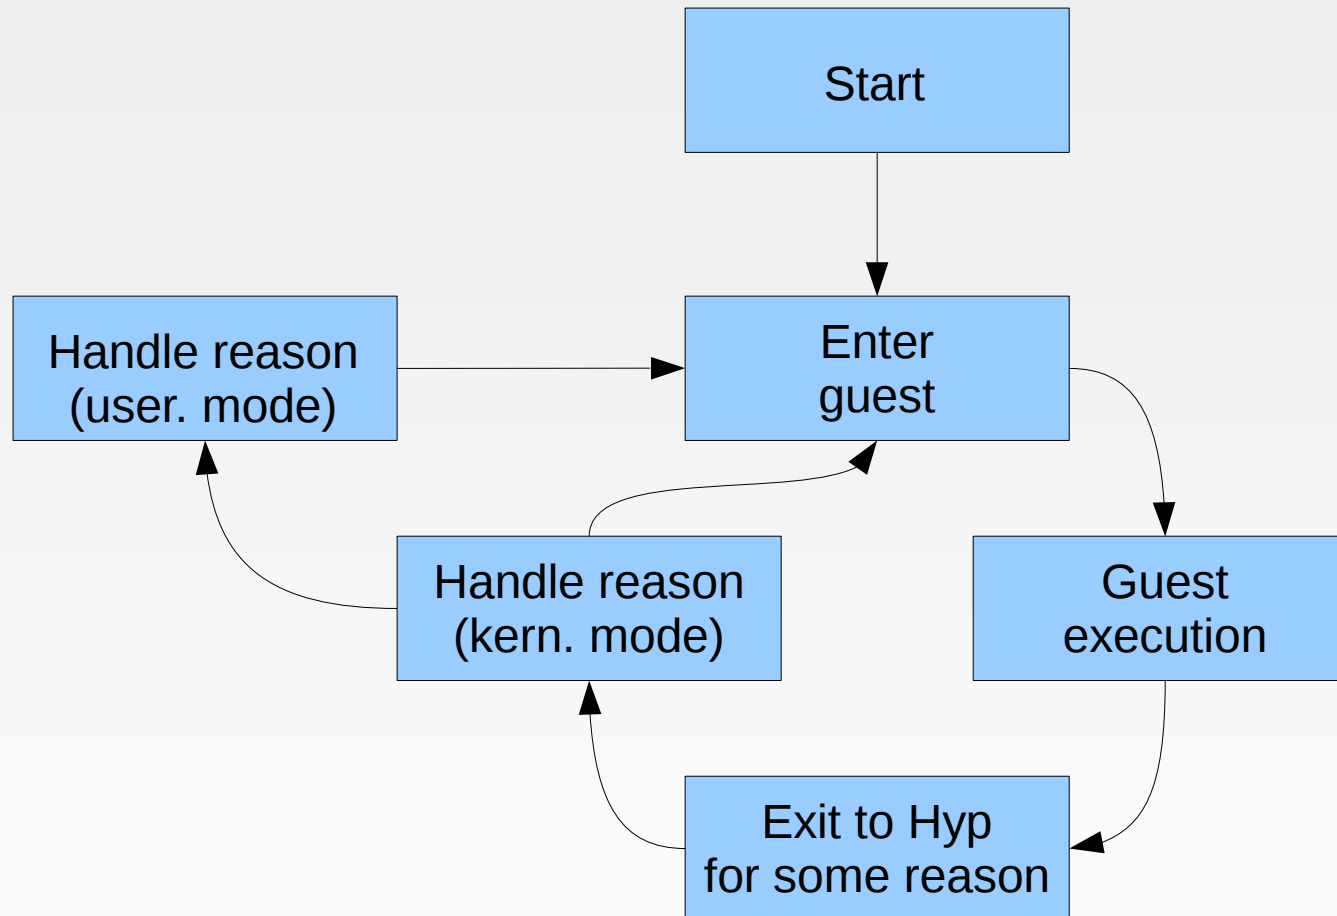 Start
Enter
guest
Handle reason
(user. mode)
Handle reason
(kern. mode)
Guest
execution
Exit to Hyp
for some reason